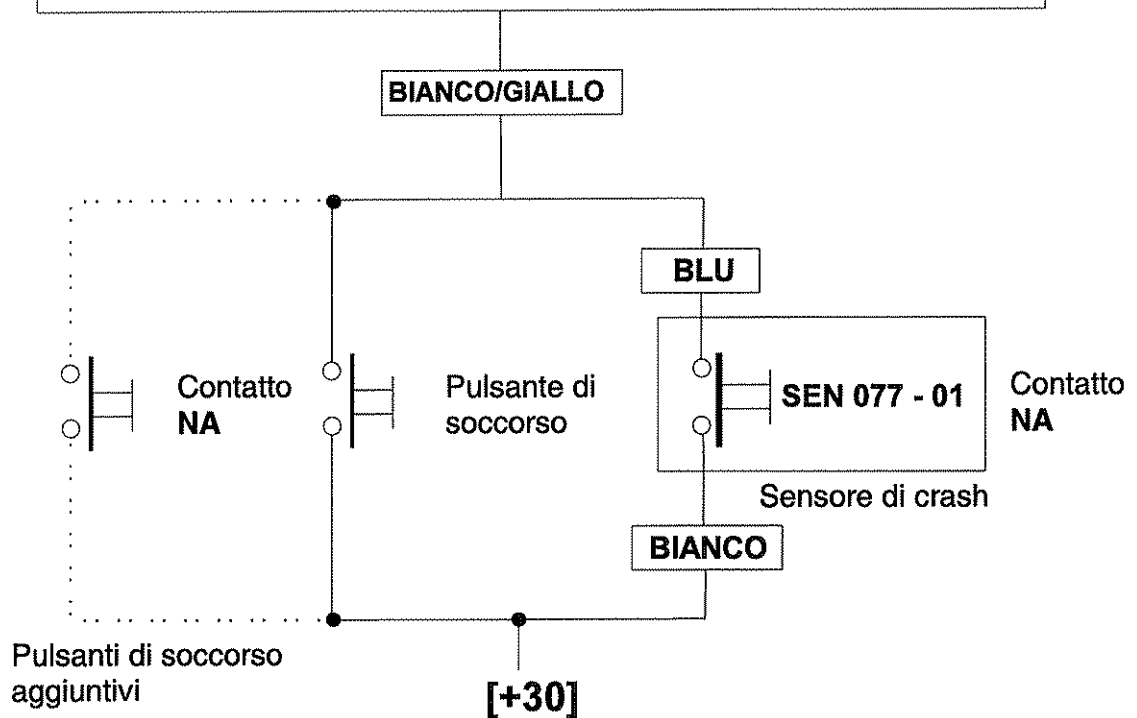 BIANCO/GIALLO
BLU
Contatto
NA
Pulsante di
soccorso
SEN 077 - 01
Contatto
NA
Sensore di crash
BIANCO
Pulsanti di soccorso
aggiuntivi
[+30]